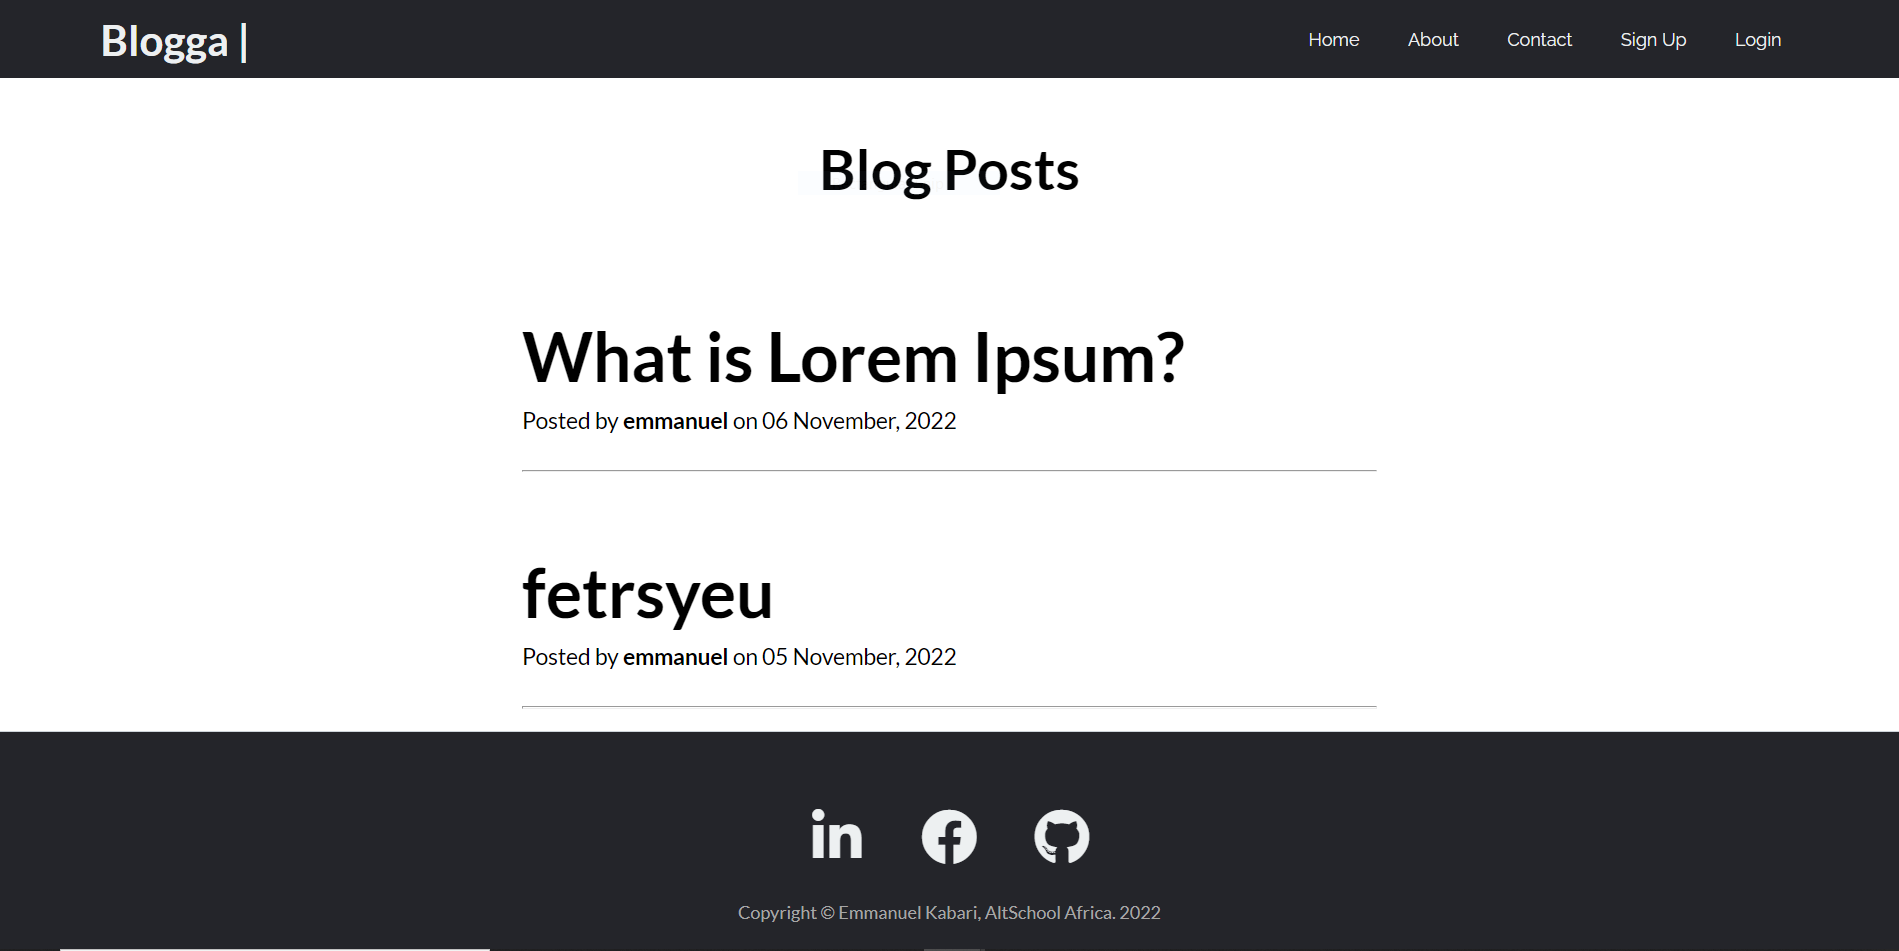 Blogga |
Home About Contact Sign Up Login
Blog Posts
What is Lorem Ipsum?
Posted by emmanuel on 06 November, 2022
fetrsyeu
Posted by emmanuel on 05 November, 2022
in
Copyright © Emmanuel Kabari, AltSchool Africa. 2022